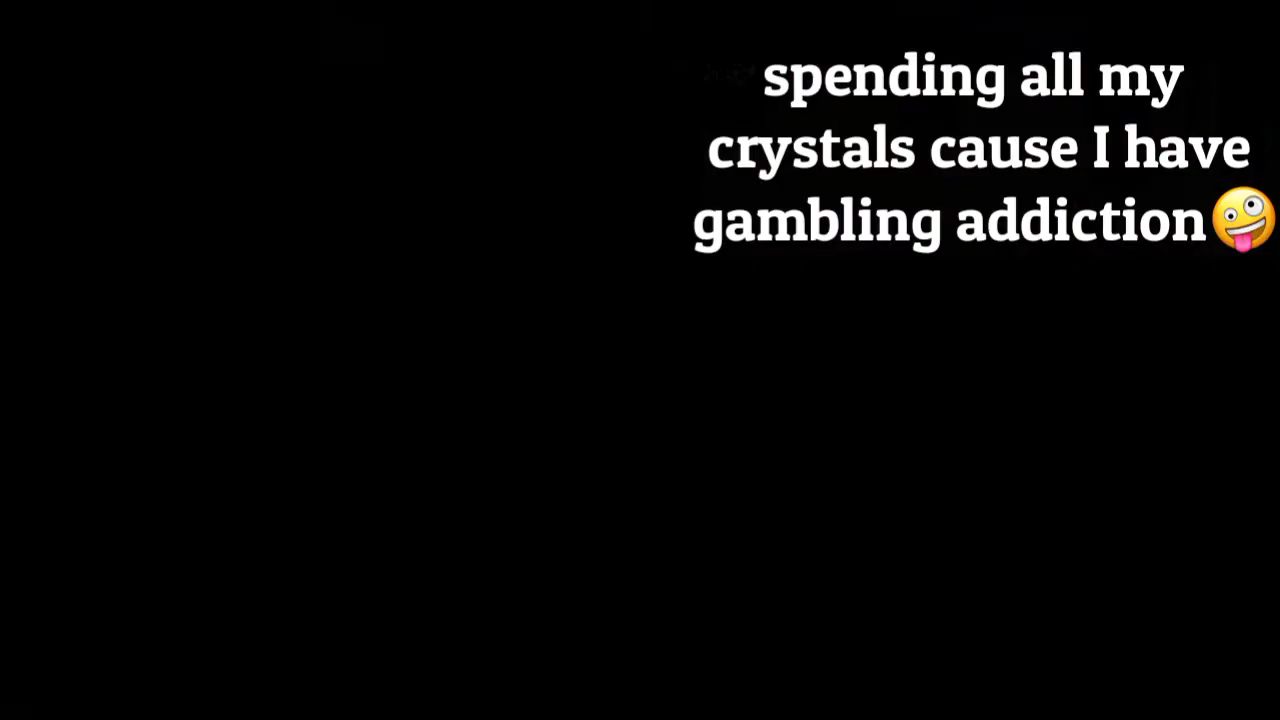 spending all my
crystals cause I have
gambling addiction🤪